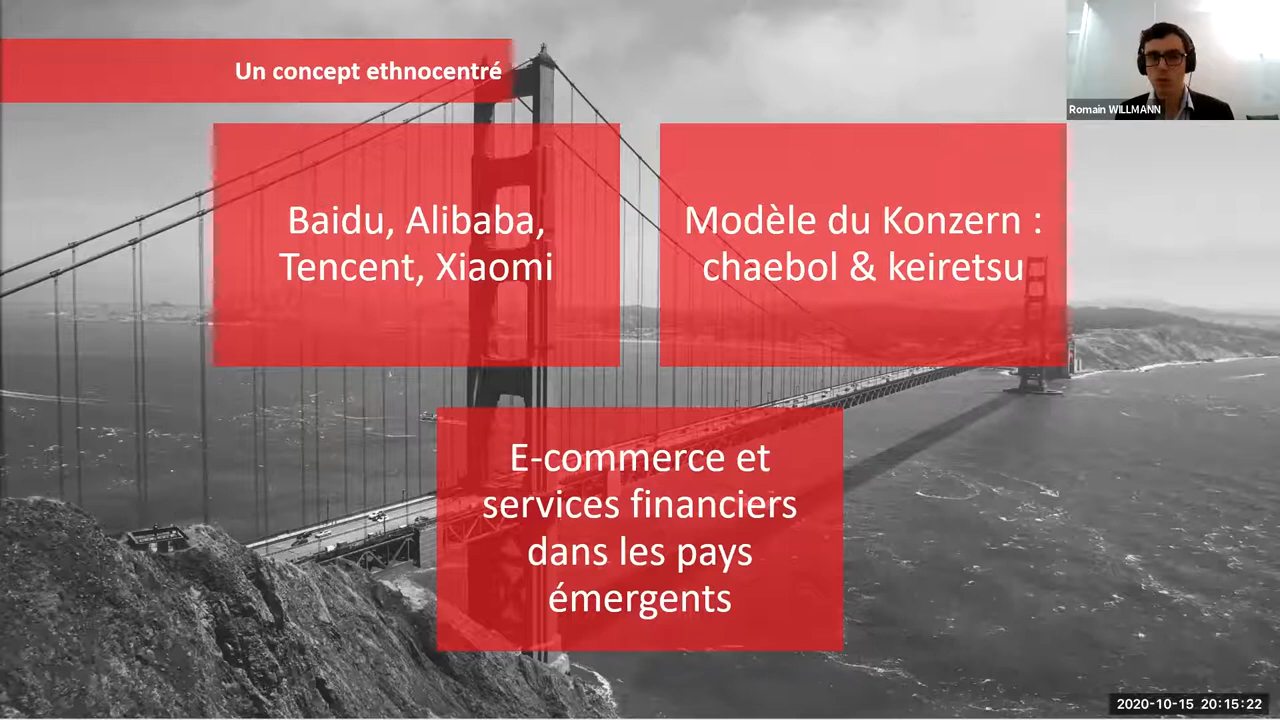 Un concept ethnocentré
Romain WILLMANN
Baidu, Alibaba,
Tencent, Xiaomi
Modèle du Konzern :
chaebol & keiretsu
E-commerce et
services financiers
dans les pays
émergents
2020-10-15 20:15:22